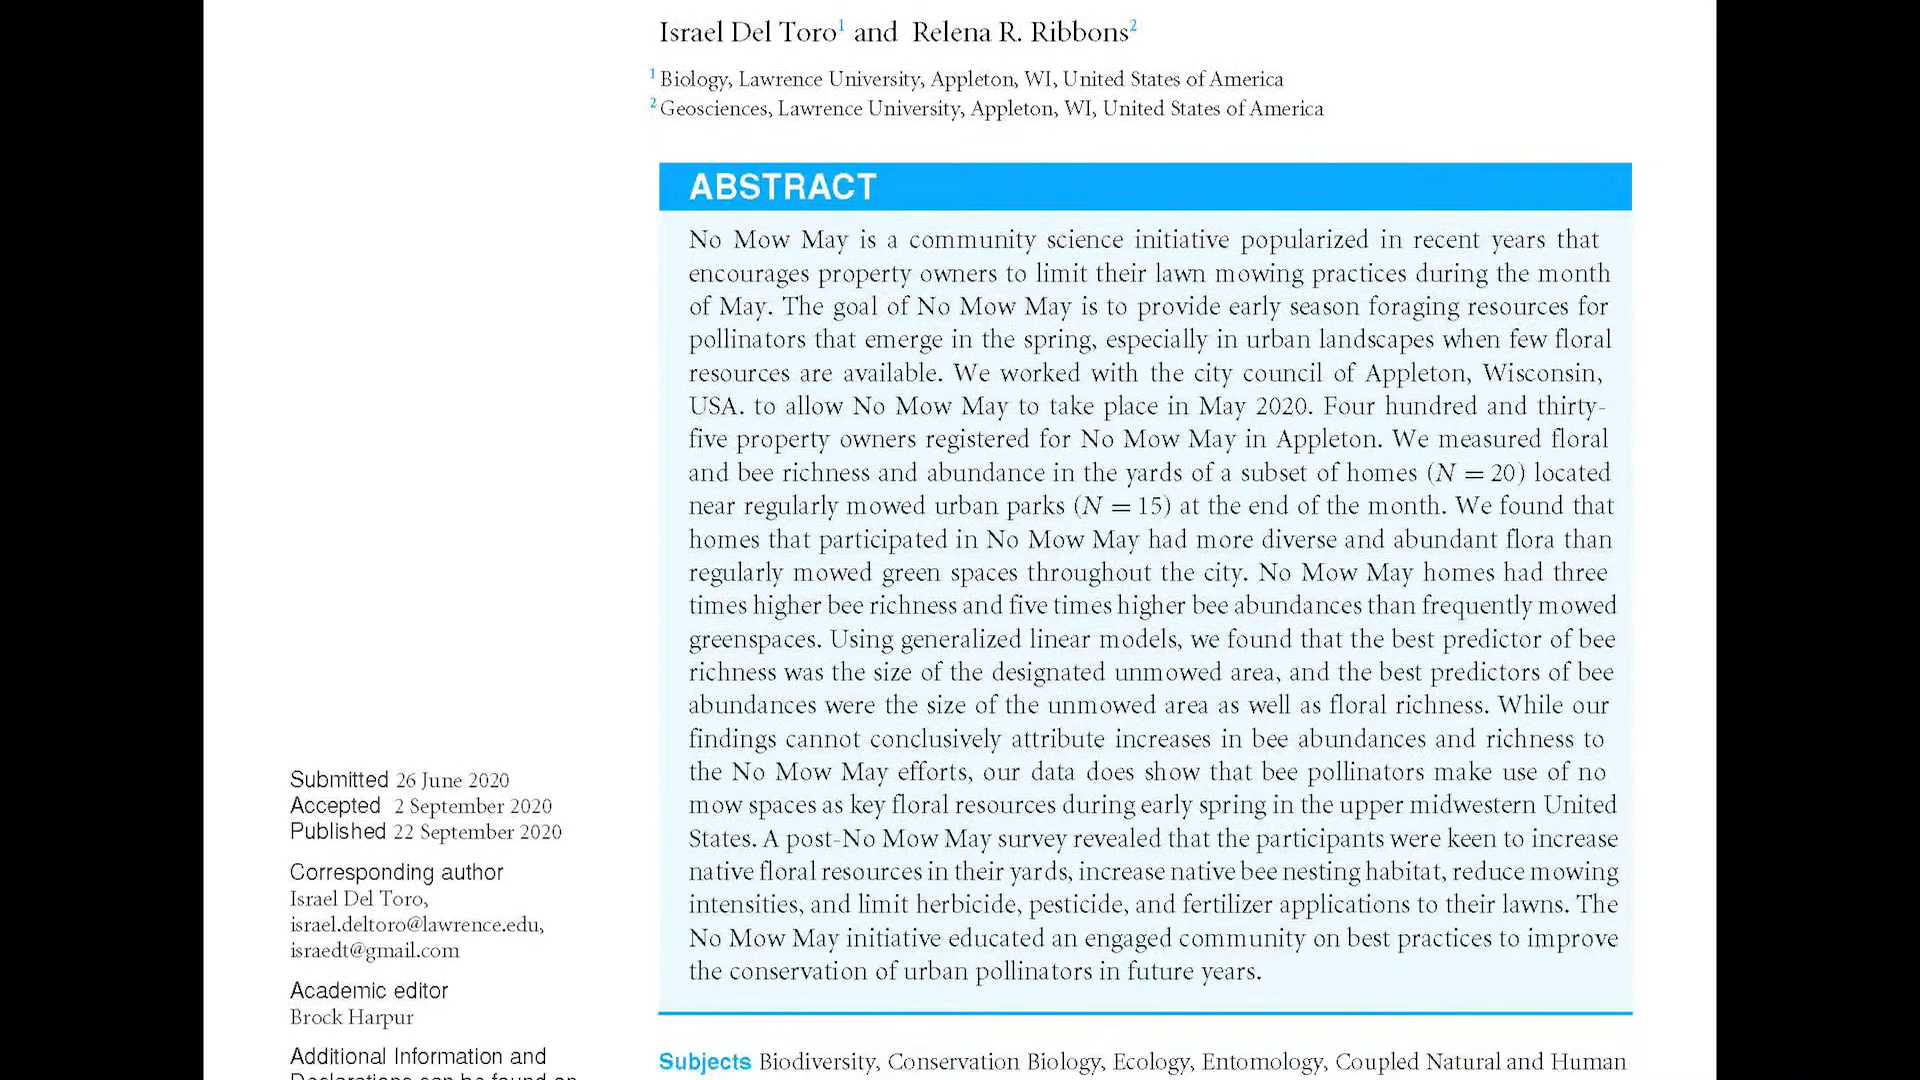 Israel Del Toro1 and Relena R. Ribbons2
1 Biology, Lawrence University, Appleton, WI, United States of America
2 Geosciences, Lawrence University, Appleton, WI, United States of America
ABSTRACT
No Mow May is a community science initiative popularized in recent years that
encourages property owners to limit their lawn mowing practices during the month
of May. The goal of No Mow May is to provide early season foraging resources for
pollinators that emerge in the spring, especially in urban landscapes when few floral
resources are available. We worked with the city council of Appleton, Wisconsin,
USA. to allow No Mow May to take place in May 2020. Four hundred and thirty-
five property owners registered for No Mow May in Appleton. We measured floral
and bee richness and abundance in the yards of a subset of homes (N = 20) located
near regularly mowed urban parks (N = 15) at the end of the month. We found that
homes that participated in No Mow May had more diverse and abundant flora than
regularly mowed green spaces throughout the city. No Mow May homes had three
times higher bee richness and five times higher bee abundances than frequently mowed
greenspaces. Using generalized linear models, we found that the best predictor of bee
richness was the size of the designated unmowed area, and the best predictors of bee
abundances were the size of the unmowed area as well as floral richness. While our
findings cannot conclusively attribute increases in bee abundances and richness to
the No Mow May efforts, our data does show that bee pollinators make use of no
mow spaces as key floral resources during early spring in the upper midwestern United
States. A post-No Mow May survey revealed that the participants were keen to increase
native floral resources in their yards, increase native bee nesting habitat, reduce mowing
intensities, and limit herbicide, pesticide, and fertilizer applications to their lawns. The
No Mow May initiative educated an engaged community on best practices to improve
the conservation of urban pollinators in future years.
Submitted 26 June 2020
Accepted 2 September 2020
Published 22 September 2020
Corresponding author
Israel Del Toro,
israel.deltoro@lawrence.edu,
israedt@gmail.com
Academic editor
Brock Harpur
Additional Information and
Declarations can be found on
Subjects Biodiversity, Conservation Biology, Ecology, Entomology, Coupled Natural and Human